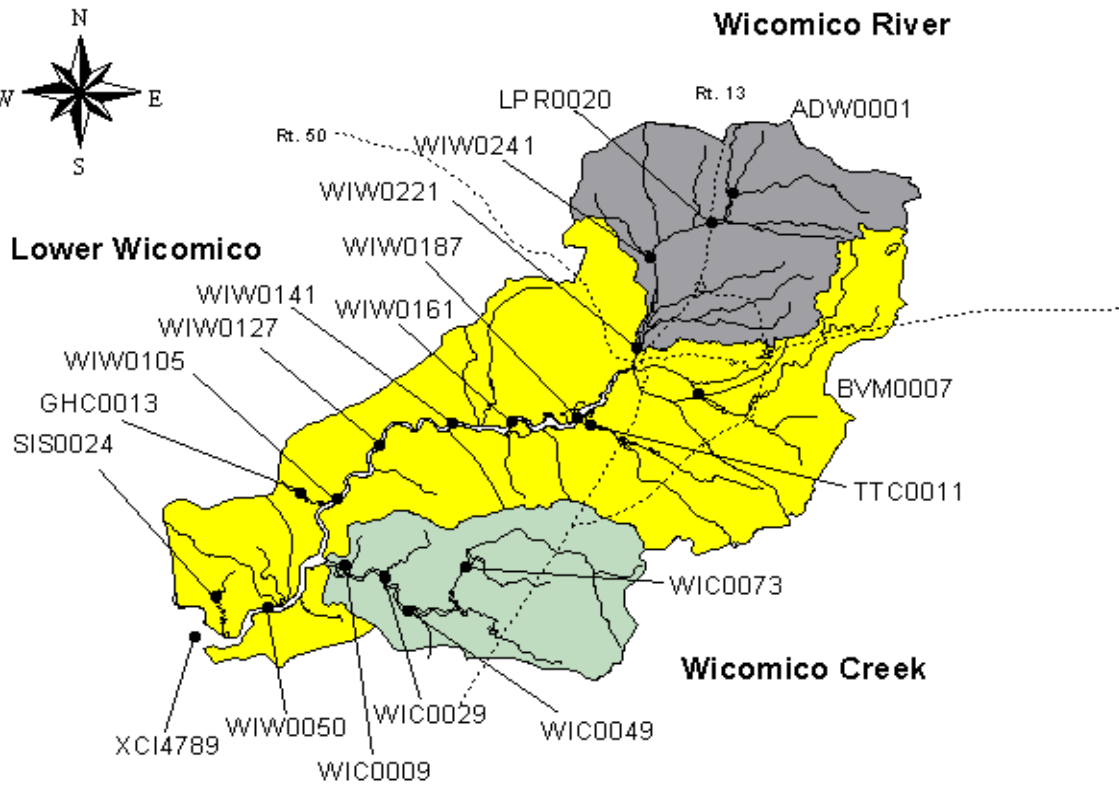 N
Wicomico River
W
E
S
LPR0020
Rt. 13
ADW0001
Rt. 50
WIW0241
WIW0221
Lower Wicomico
WIW0187
WIW0141
WIW0161
WIW0127
WIW0105
GHC0013
BVM0007
SIS0024
TTC0011
WIC0073
Wicomico Creek
WIC0029
WIC0049
WIW0050
XCI4789
WIC0009